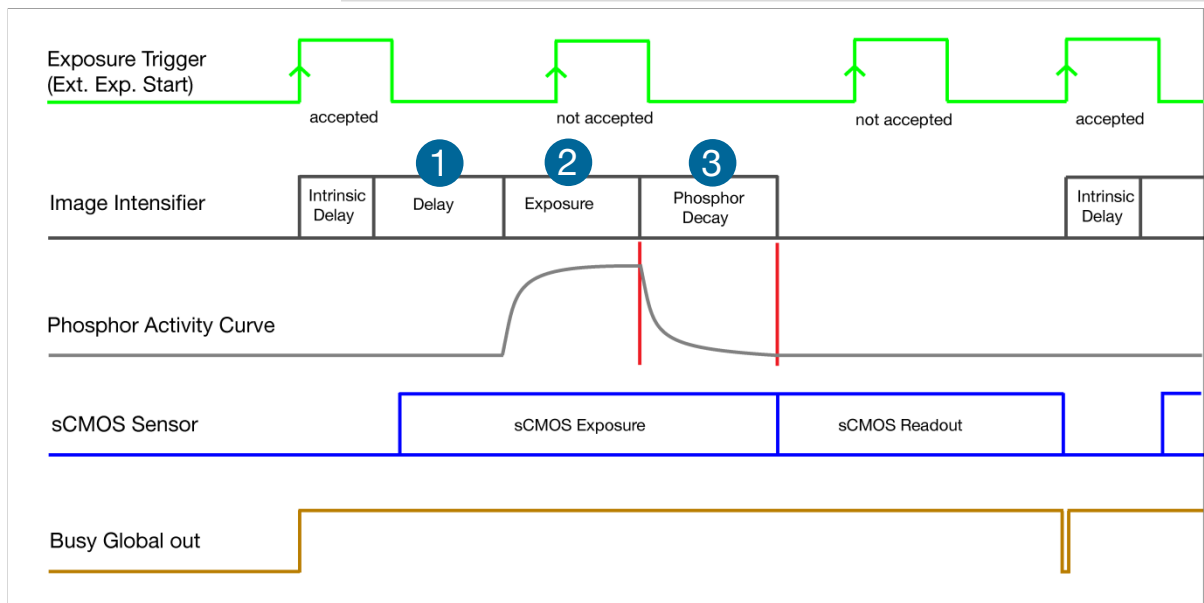 Exposure Trigger
(Ext. Exp. Start)
accepted
not accepted
not accepted
accepted
1
2
3
Image Intensifier
Intrinsic
Delay
Delay
Exposure
Phosphor
Decay
Intrinsic
Delay
Phosphor Activity Curve
sCMOS Sensor
sCMOS Exposure
sCMOS Readout
Busy Global out